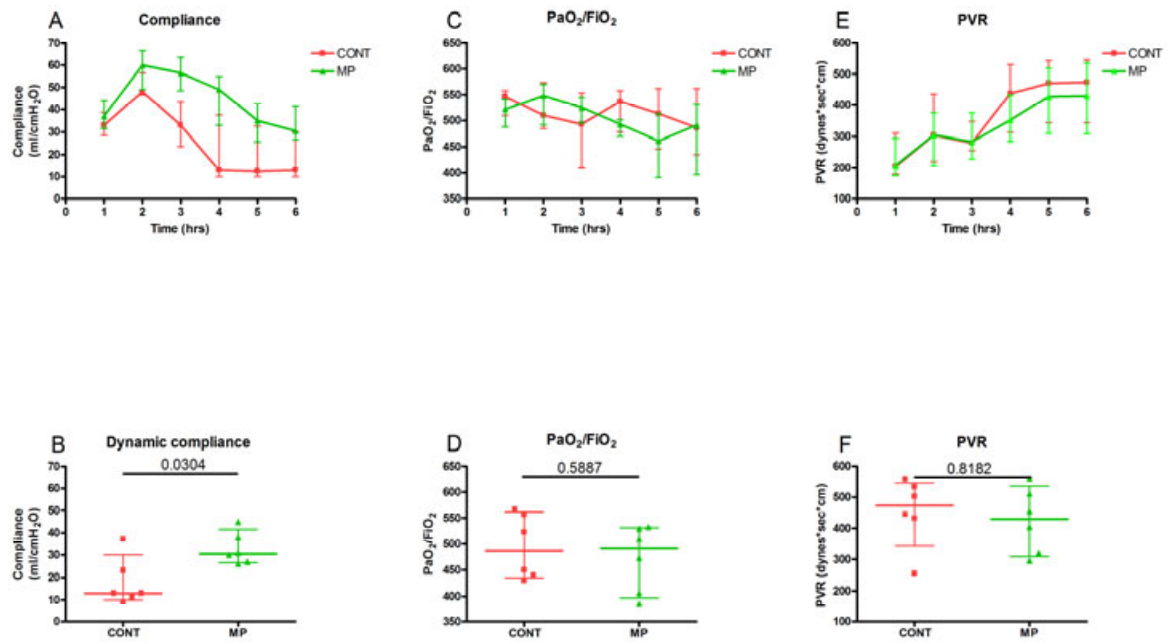 A
Compliance
Compliance
(ml/cmH₂O)
70
60
50
40
30
20
10
0
0 1 2 3 4 5 6
Time (hrs)
CONT
MP
C
PaO₂/FiO₂
PaO₂/FiO₂
650
600
550
500
450
400
350
0 1 2 3 4 5 6
Time (hrs)
CONT
MP
E
PVR
PVR (dynes*sec*cm)
600
500
400
300
200
100
0 1 2 3 4 5 6
Time (hrs)
CONT
MP
B
Dynamic compliance
0.0304
Compliance
(ml/cmH₂O)
70
60
50
40
30
20
10
0
CONT MP
D
PaO₂/FiO₂
0.5887
PaO₂/FiO₂
650
600
550
500
450
400
350
CONT MP
F
PVR
0.8182
PVR (dynes*sec*cm)
600
500
400
300
200
100
CONT MP